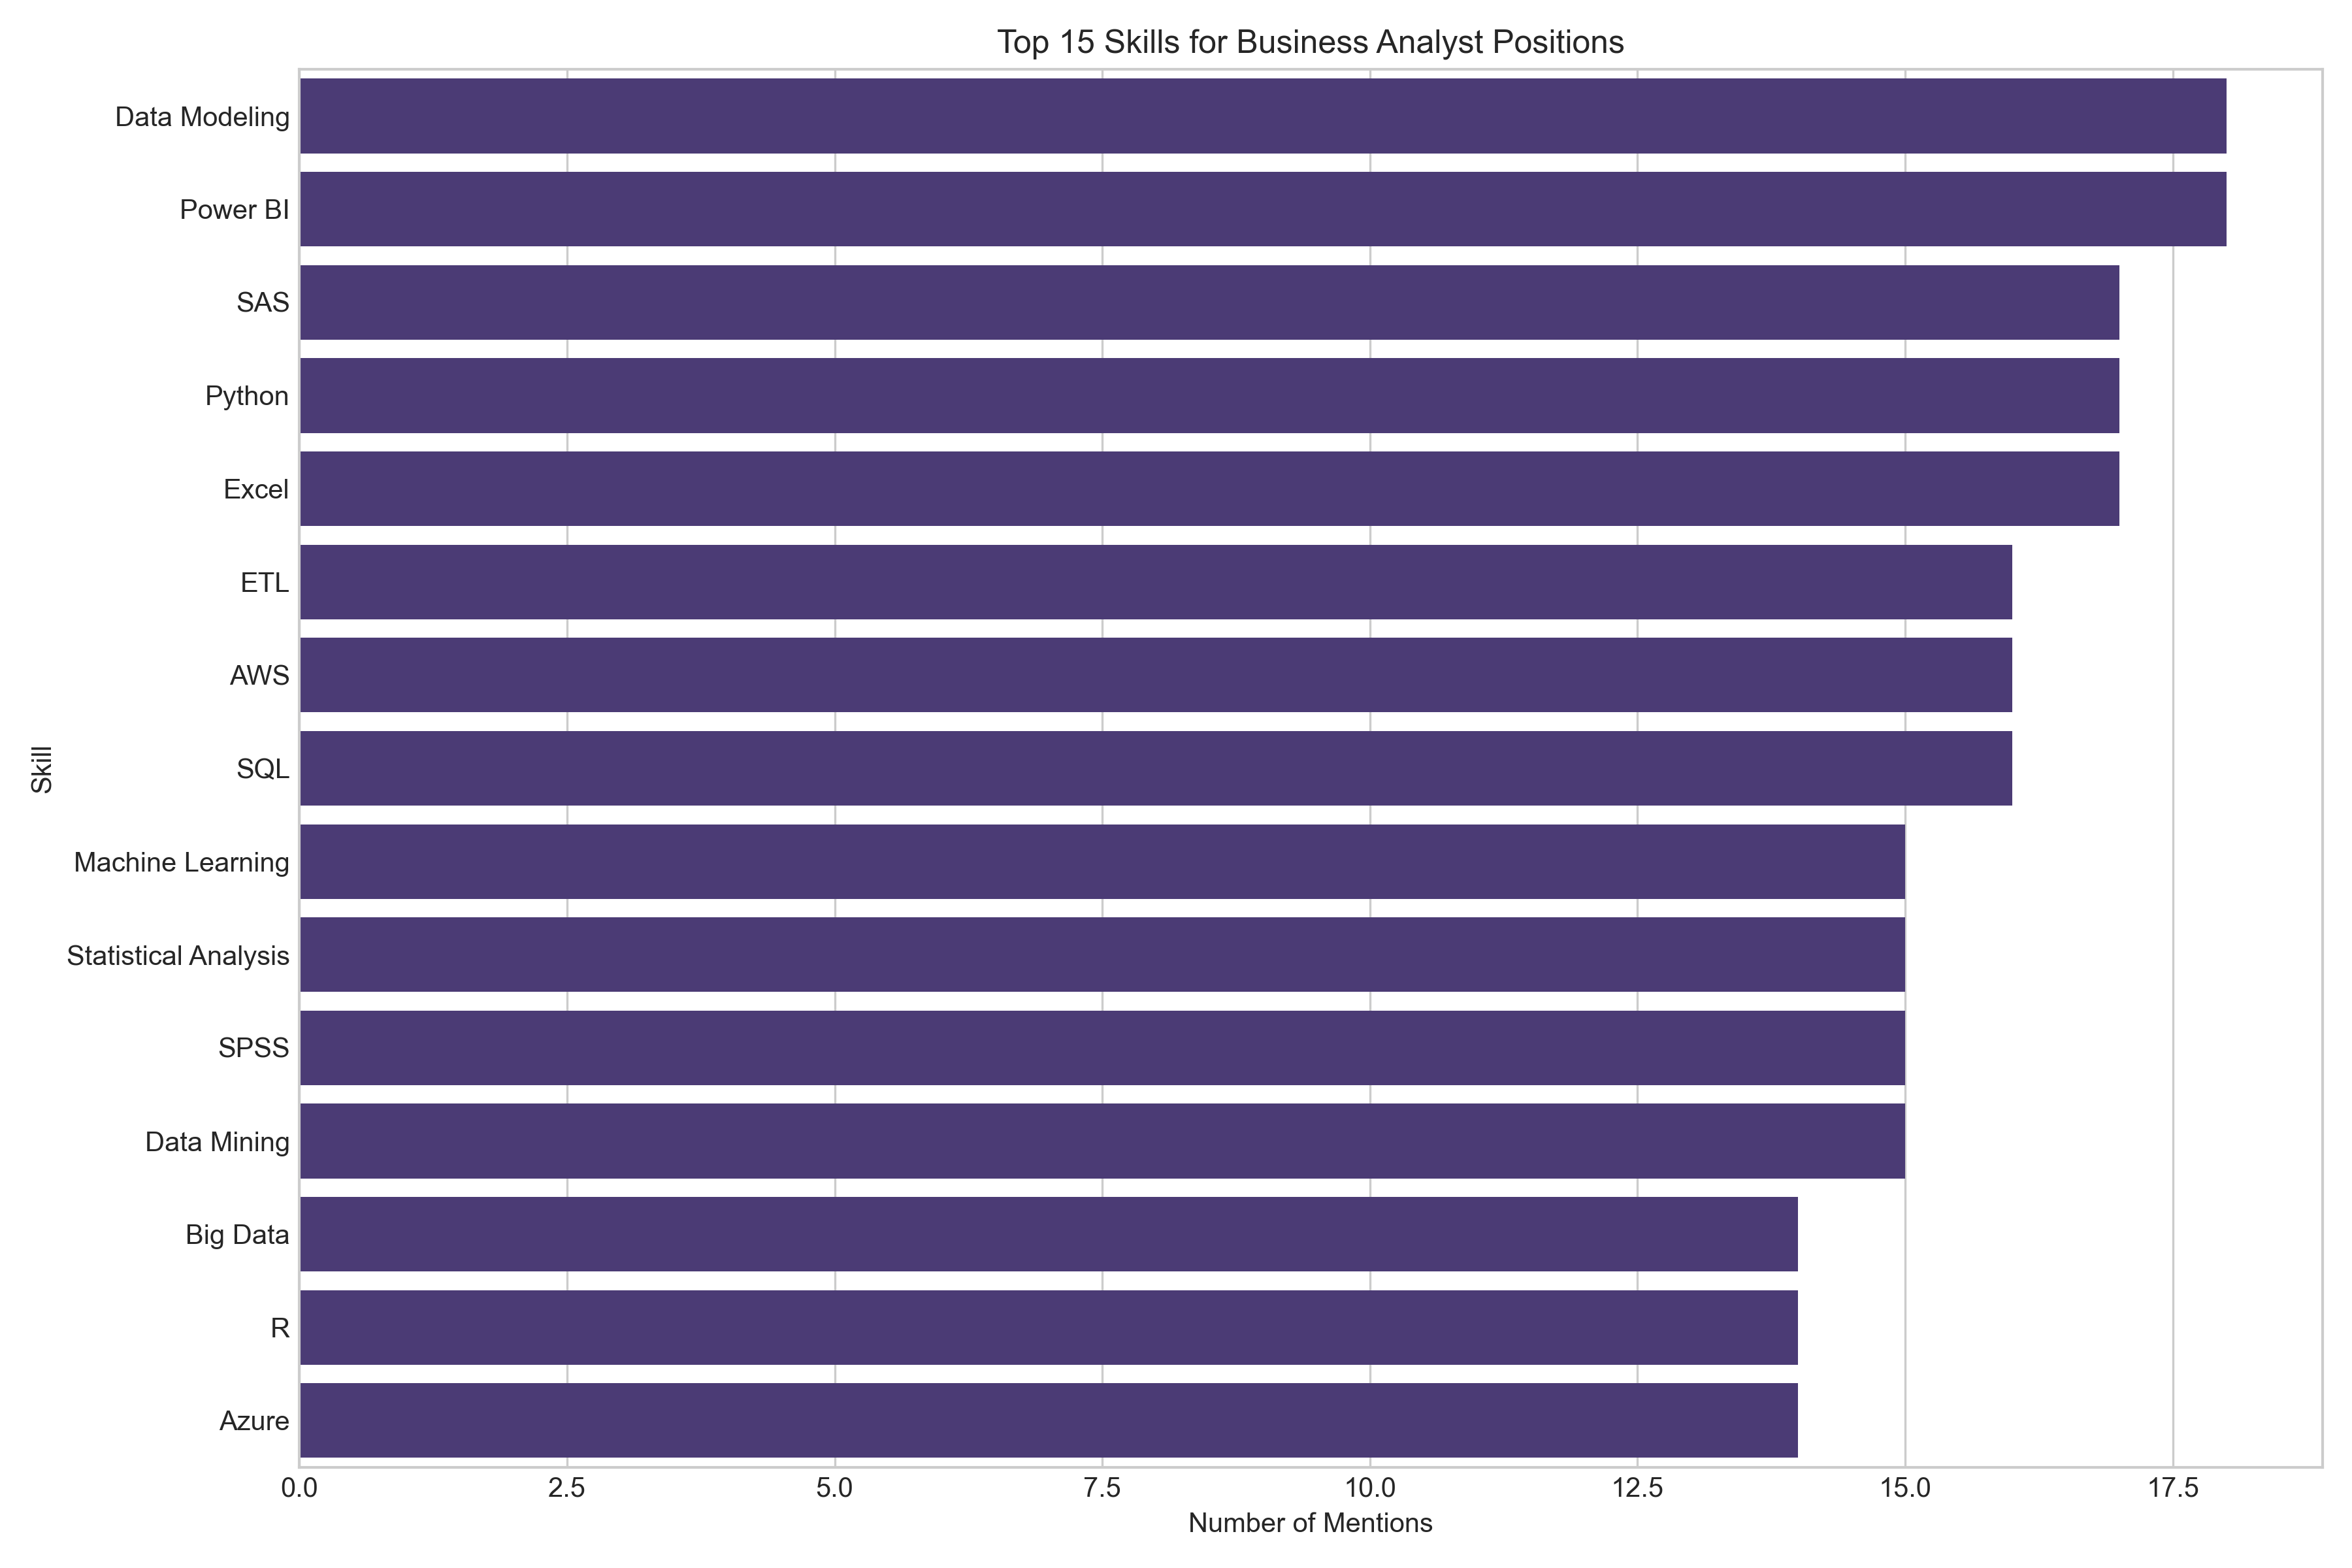 Top 15 Skills for Business Analyst Positions
Skill
Data Modeling
Power BI
SAS
Python
Excel
ETL
AWS
SQL
Machine Learning
Statistical Analysis
SPSS
Data Mining
Big Data
R
Azure
0.0 2.5 5.0 7.5 10.0 12.5 15.0 17.5
Number of Mentions